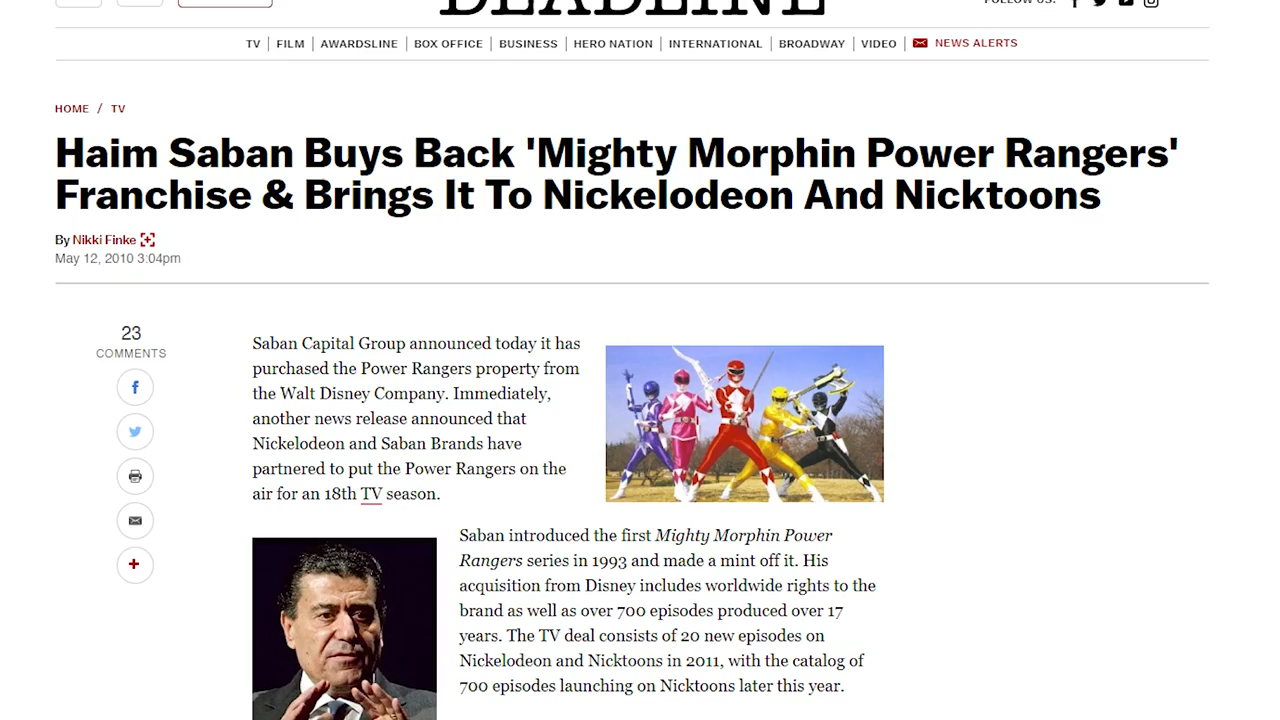 DEADLINE
FOLLOW US:
TV | FILM | AWARDSLINE | BOX OFFICE | BUSINESS | HERO NATION | INTERNATIONAL | BROADWAY | VIDEO | NEWS ALERTS
HOME / TV
Haim Saban Buys Back 'Mighty Morphin Power Rangers'
Franchise & Brings It To Nickelodeon And Nicktoons
By Nikki Finke
May 12, 2010 3:04pm
23
COMMENTS
Saban Capital Group announced today it has
purchased the Power Rangers property from
the Walt Disney Company. Immediately,
another news release announced that
Nickelodeon and Saban Brands have
partnered to put the Power Rangers on the
air for an 18th TV season.
Saban introduced the first Mighty Morphin Power
Rangers series in 1993 and made a mint off it. His
acquisition from Disney includes worldwide rights to the
brand as well as over 700 episodes produced over 17
years. The TV deal consists of 20 new episodes on
Nickelodeon and Nicktoons in 2011, with the catalog of
700 episodes launching on Nicktoons later this year.